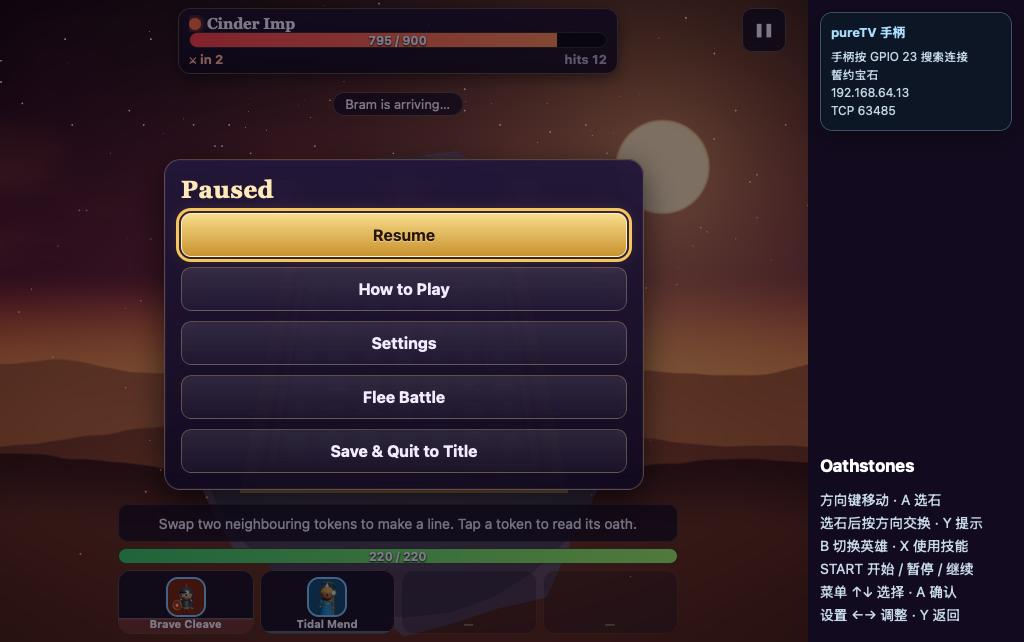 Cinder Imp
795 / 900
⚔ in 2
hits 12
Bram is arriving...
Paused
Resume
How to Play
Settings
Flee Battle
Save & Quit to Title
Swap two neighbouring tokens to make a line. Tap a token to read its oath.
220 / 220
Brave Cleave
Tidal Mend
—
—
pureTV 手柄
手柄按 GPIO 23 搜索连接
誓约宝石
192.168.64.13
TCP 63485
Oathstones
方向键移动 · A 选石
选石后按方向交换 · Y 提示
B 切换英雄 · X 使用技能
START 开始 / 暂停 / 继续
菜单 ↑↓ 选择 · A 确认
设置 ←→ 调整 · Y 返回